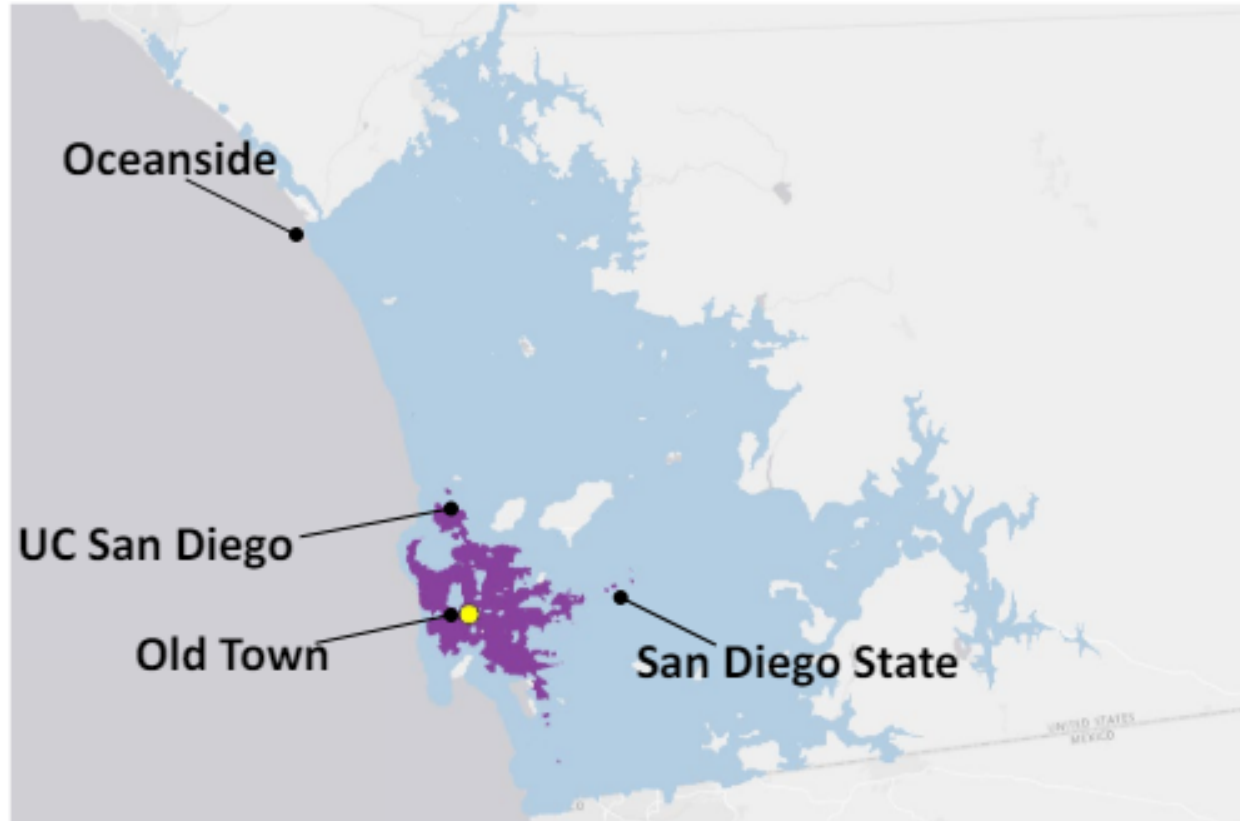 Oceanside
UC San Diego
Old Town
San Diego State
UNITED STATES
MEXICO